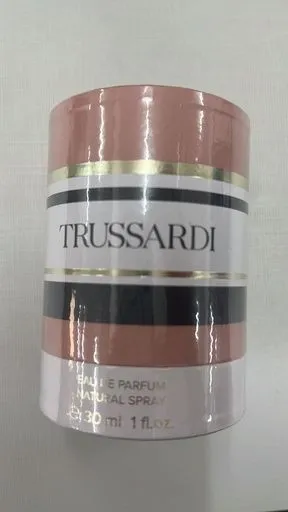 TRUSSARDI
EAU DE PARFUM
NATURAL SPRAY
℮ 30 ml 1 fl.oz.